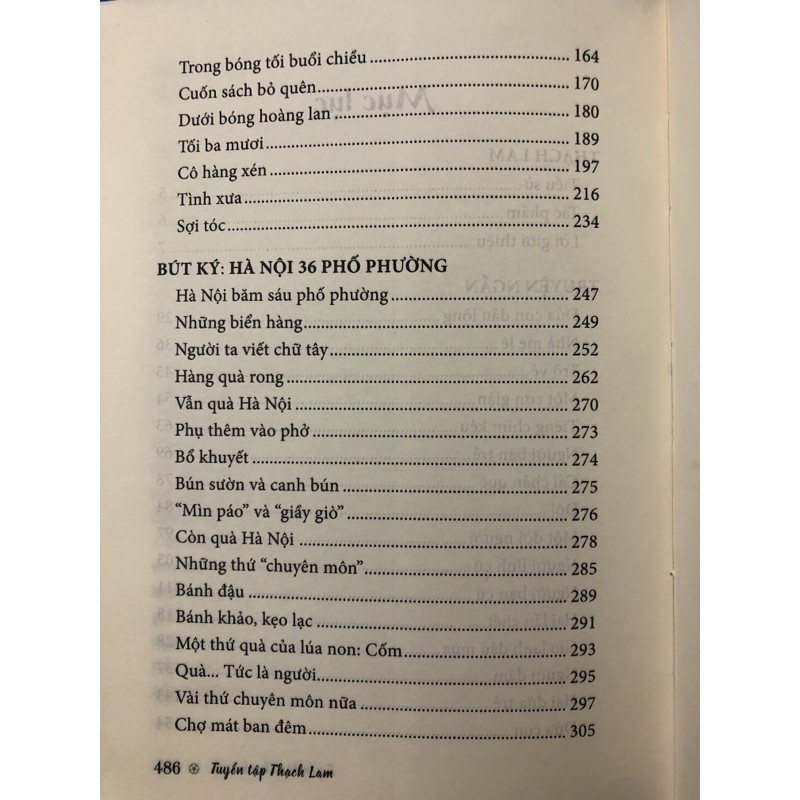 Trong bóng tối buổi chiều ........ 164
Cuốn sách bỏ quên ........ 170
Dưới bóng hoàng lan ........ 180
Tối ba mươi ........ 189
Cô hàng xén ........ 197
Tình xưa ........ 216
Sợi tóc ........ 234
BÚT KÝ: HÀ NỘI 36 PHỐ PHƯỜNG
Hà Nội băm sáu phố phường ........ 247
Những biển hàng ........ 249
Người ta viết chữ tây ........ 252
Hàng quà rong ........ 262
Vẫn quà Hà Nội ........ 270
Phụ thêm vào phở ........ 273
Bổ khuyết ........ 274
Bún sườn và canh bún ........ 275
“Mìn páo” và “giầy giò” ........ 276
Còn quà Hà Nội ........ 278
Những thứ “chuyên môn” ........ 285
Bánh đậu ........ 289
Bánh khảo, kẹo lạc ........ 291
Một thứ quà của lúa non: Cốm ........ 293
Quà... Tức là người ........ 295
Vài thứ chuyên môn nữa ........ 297
Chợ mát ban đêm ........ 305
486 Tuyển tập Thạch Lam